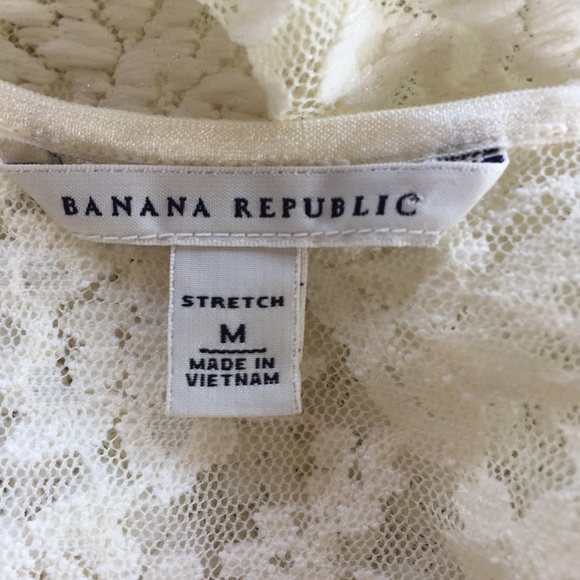 BANANA REPUBLIC
STRETCH
M
MADE IN
VIETNAM